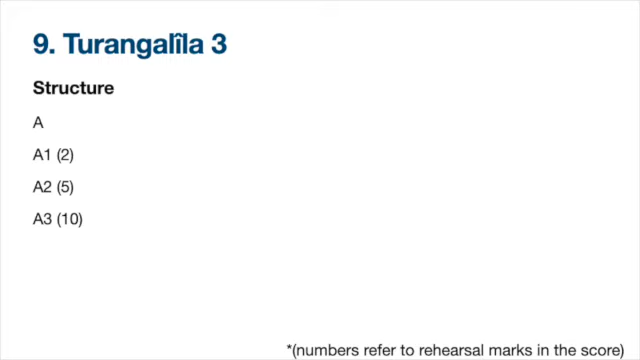 9. Turangalîla 3
Structure
A
A1 (2)
A2 (5)
A3 (10)
*(numbers refer to rehearsal marks in the score)